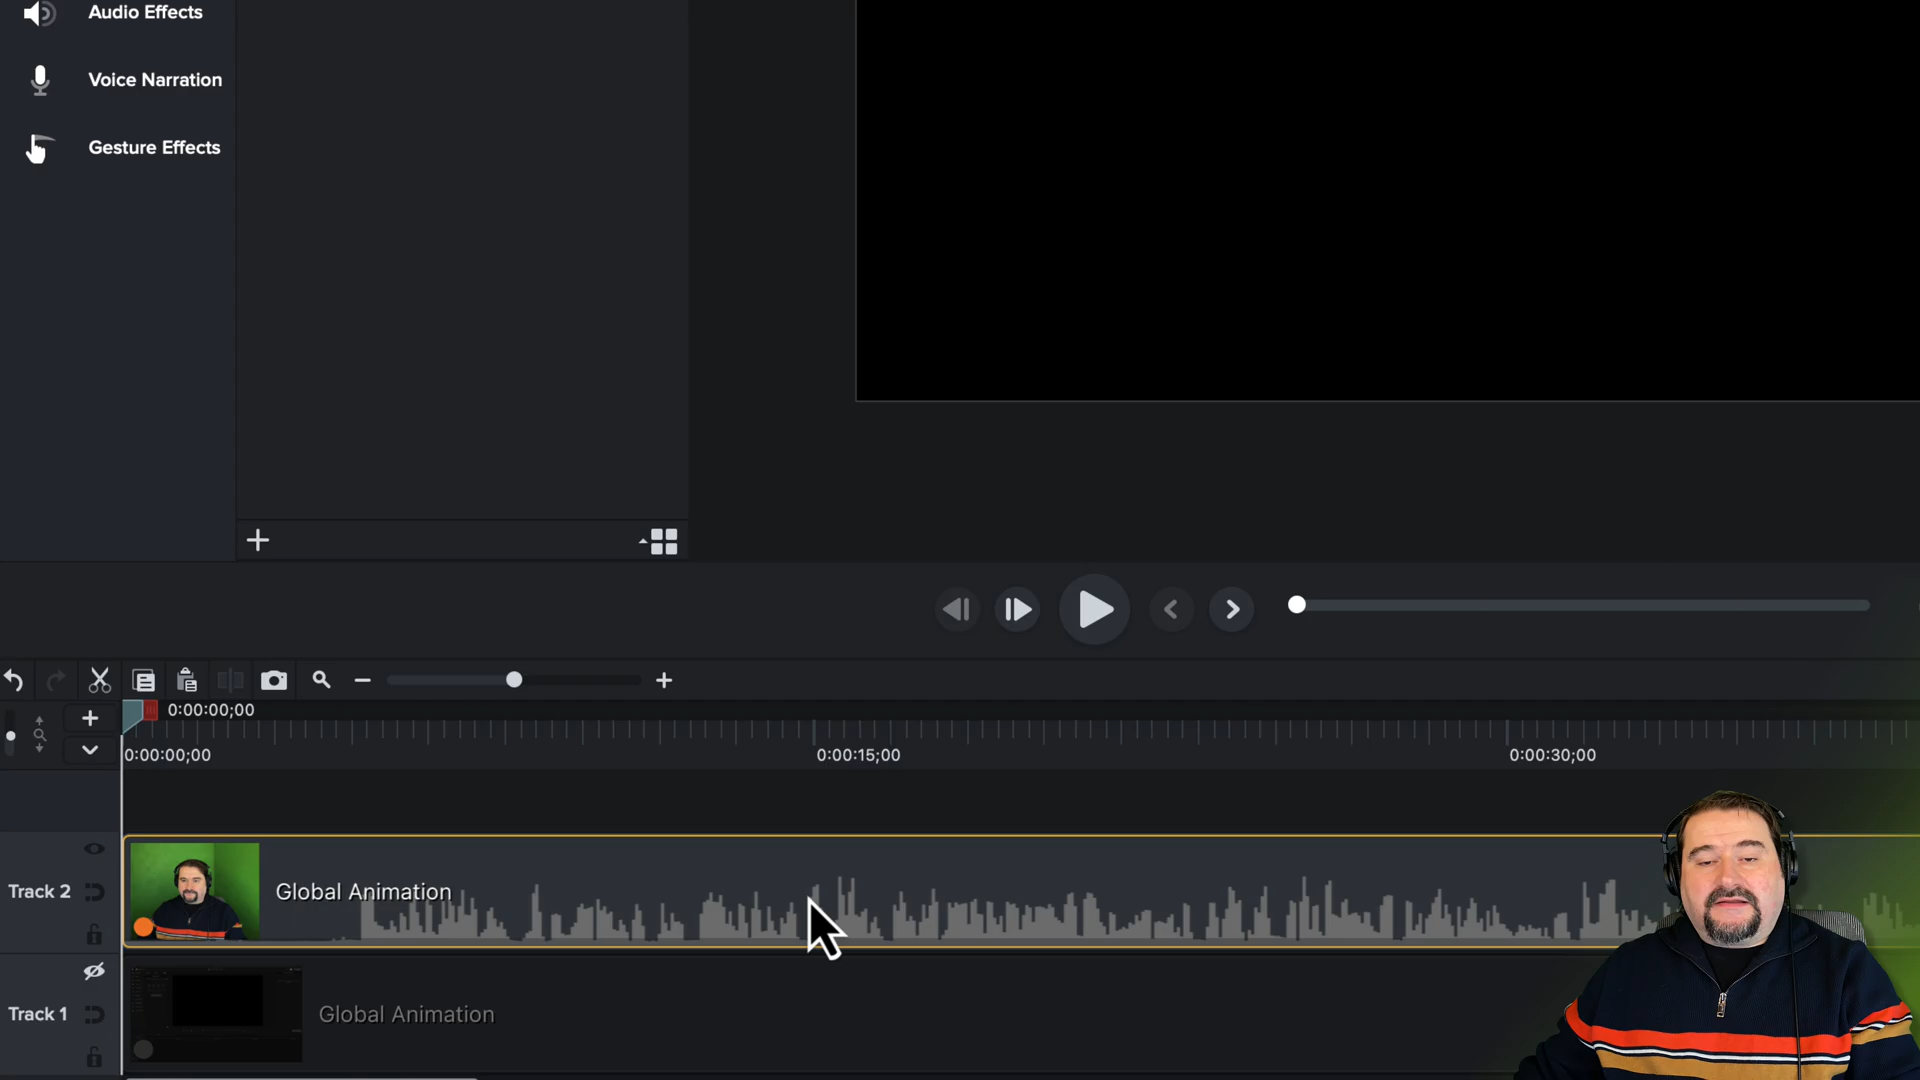 Audio Effects
Voice Narration
Gesture Effects
0:00:00;00
0:00:00;00
0:00:15;00
0:00:30;00
Track 2
Global Animation
Track 1
Global Animation